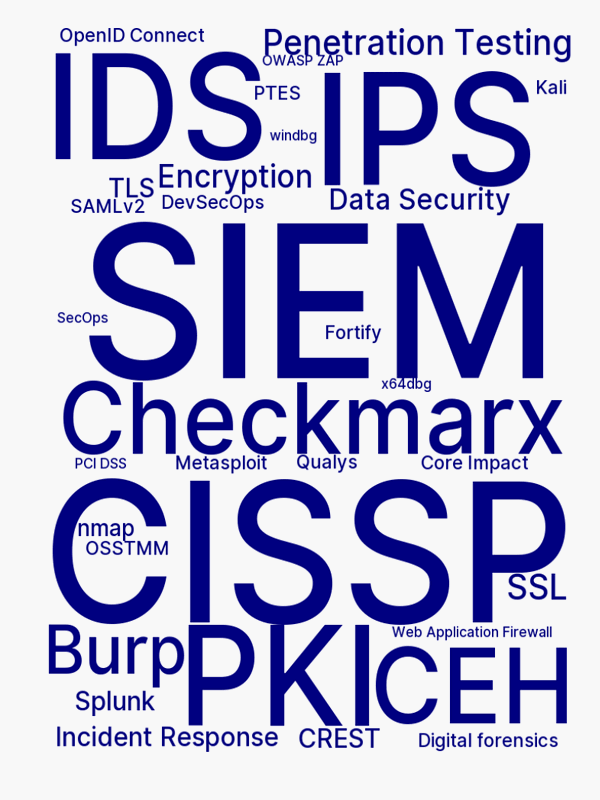 OpenID Connect
Penetration Testing
OWASP ZAP
IDS
PTES
IPS
Kali
windbg
Encryption
TLS
SAMLv2
DevSecOps
Data Security
SIEM
SecOps
Fortify
x64dbg
Checkmarx
PCI DSS
Metasploit
Qualys
Core Impact
CISSP
nmap
OSSTMM
SSL
Burp
PKI
Web Application Firewall
CEH
Splunk
Incident Response
CREST
Digital forensics